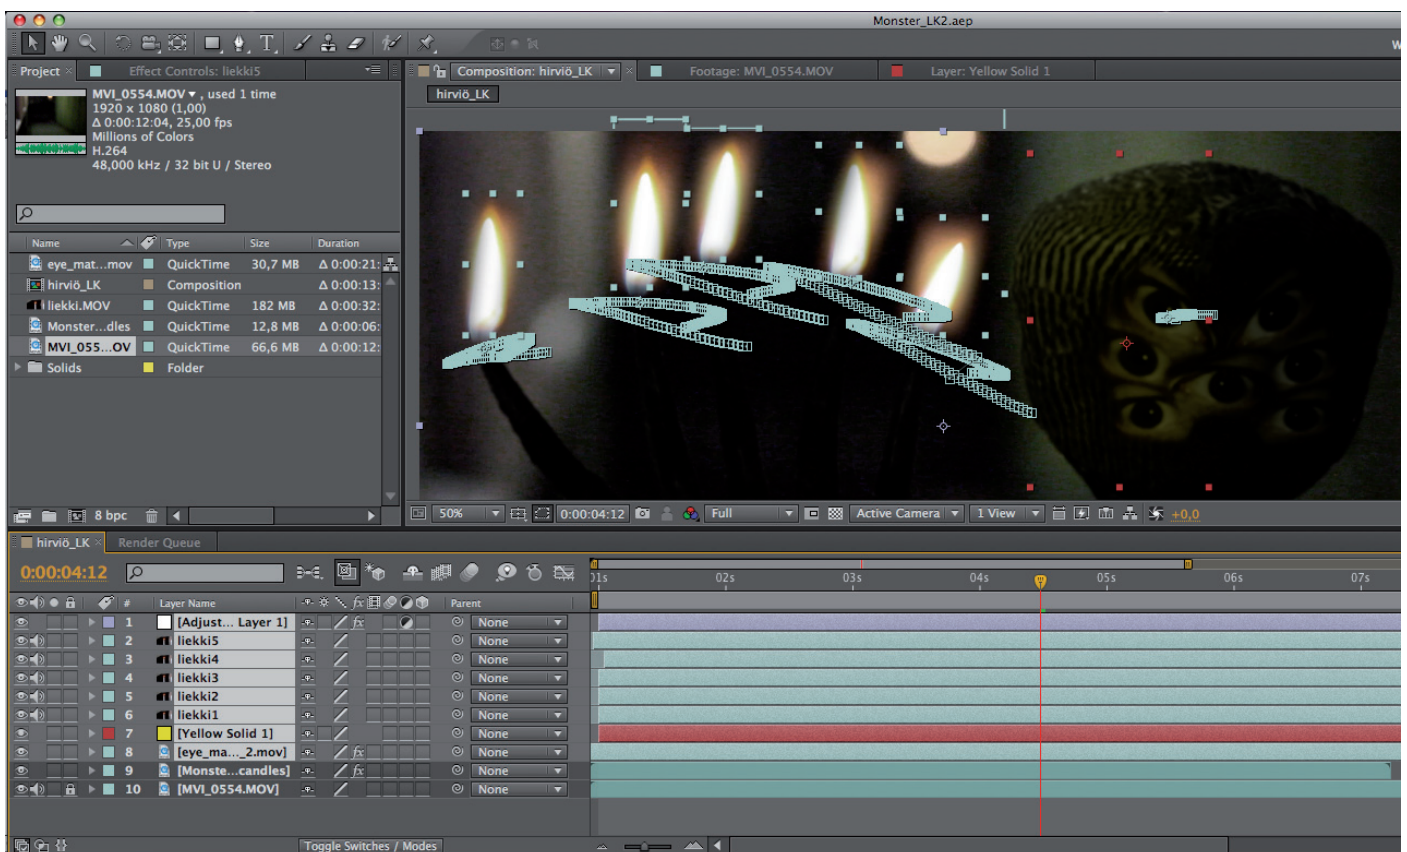 Monster_LK2.aep
W
Project × Effect Controls: liekki5
Composition: hirviö_LK × Footage: MVI_0554.MOV Layer: Yellow Solid 1
hirviö_LK
MVI_0554.MOV ▼ , used 1 time
1920 x 1080 (1,00)
Δ 0:00:12:04, 25,00 fps
Millions of Colors
H.264
48,000 kHz / 32 bit U / Stereo
Name Type Size Duration
eye_mat...mov QuickTime 30,7 MB Δ 0:00:21:
hirviö_LK Composition Δ 0:00:13:
liekki.MOV QuickTime 182 MB Δ 0:00:32:
Monster...dles QuickTime 12,8 MB Δ 0:00:06:
MVI_055...OV QuickTime 66,6 MB Δ 0:00:12:
Solids Folder
8 bpc
50% 0:00:04:12 Full Active Camera 1 View +0,0
hirviö_LK × Render Queue
0:00:04:12
01s 02s 03s 04s 05s 06s 07s
# Layer Name fx Parent
1 [Adjust... Layer 1] fx None
2 liekki5 None
3 liekki4 None
4 liekki3 None
5 liekki2 None
6 liekki1 None
7 [Yellow Solid 1] None
8 [eye_ma..._2.mov] fx None
9 [Monste...candles] fx None
10 [MVI_0554.MOV] None
Toggle Switches / Modes